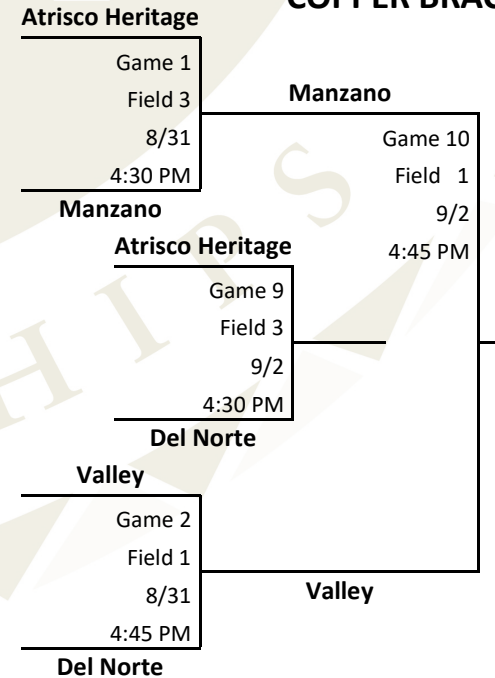 COPPER BRAC
Atrisco Heritage
Game 1
Field 3
8/31
4:30 PM
Manzano
Manzano
Game 10
Field 1
9/2
4:45 PM
Atrisco Heritage
Game 9
Field 3
9/2
4:30 PM
Del Norte
Valley
Game 2
Field 1
8/31
4:45 PM
Del Norte
Valley
H I P S